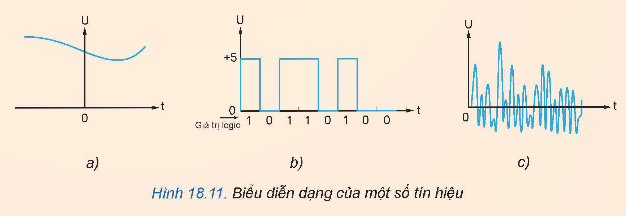 U
t
0
a)
U
+5
0
t
Giá trị logic
1 0 1 1 0 1 0 0
b)
U
0
t
c)
Hình 18.11. Biểu diễn dạng của một số tín hiệu